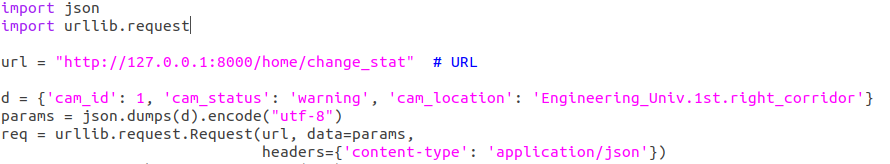 import json
import urllib.request
url = "http://127.0.0.1:8000/home/change_stat"  # URL
d = {'cam_id': 1, 'cam_status': 'warning', 'cam_location': 'Engineering_Univ.1st.right_corridor'}
params = json.dumps(d).encode("utf-8")
req = urllib.request.Request(url, data=params,
                             headers={'content-type': 'application/json'})